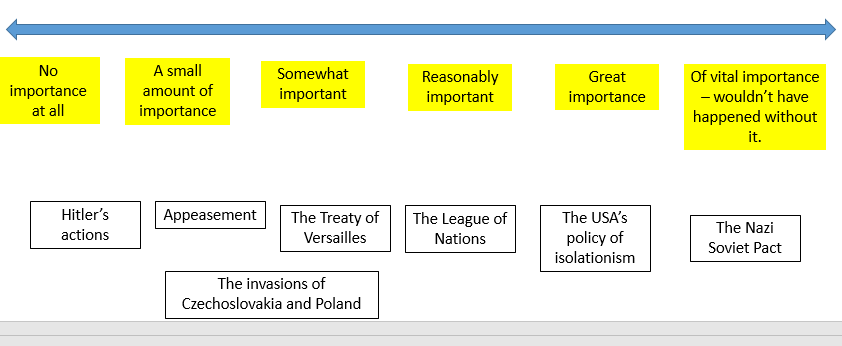 No
importance
at all
A small
amount of
importance
Somewhat
important
Reasonably
important
Great
importance
Of vital importance
– wouldn’t have
happened without
it.
Hitler’s
actions
Appeasement
The Treaty of
Versailles
The League of
Nations
The USA’s
policy of
isolationism
The Nazi
Soviet Pact
The invasions of
Czechoslovakia and Poland